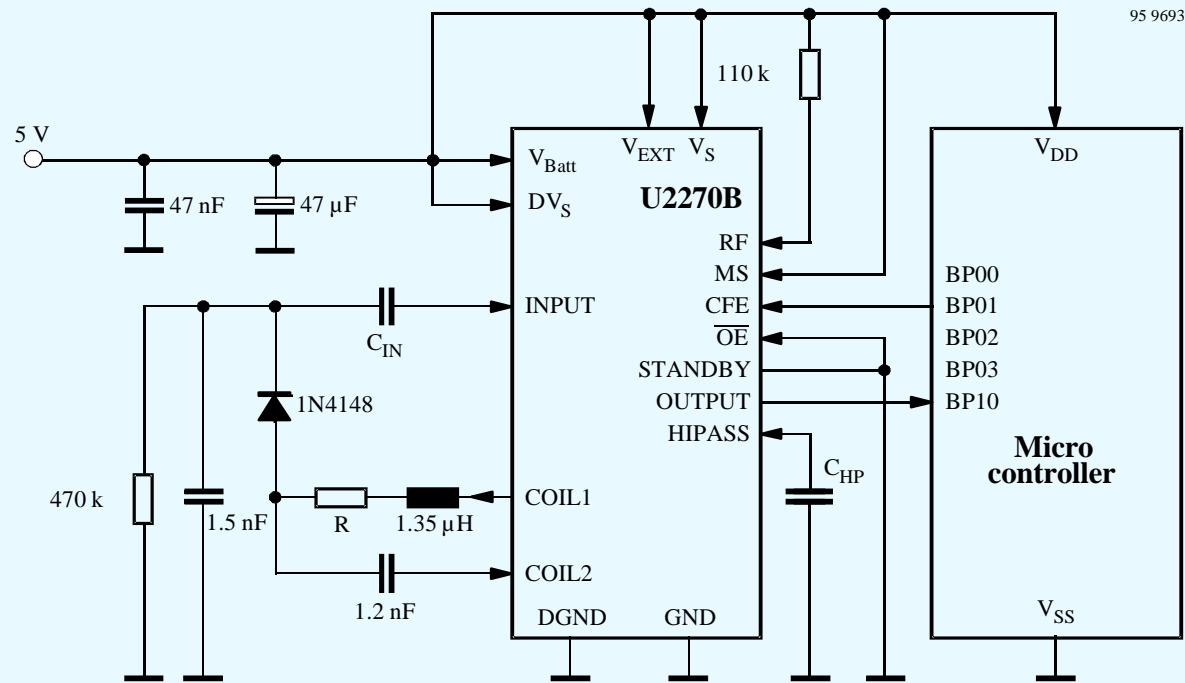 95 9693
110 k
5 V
47 nF
47 µF
V_Batt
DV_S
V_EXT
V_S
U2270B
RF
MS
CFE
OE
STANDBY
OUTPUT
HIPASS
INPUT
C_IN
1N4148
470 k
1.5 nF
R
1.35 µH
COIL1
COIL2
1.2 nF
DGND
GND
C_HP
V_DD
BP00
BP01
BP02
BP03
BP10
Micro
controller
V_SS